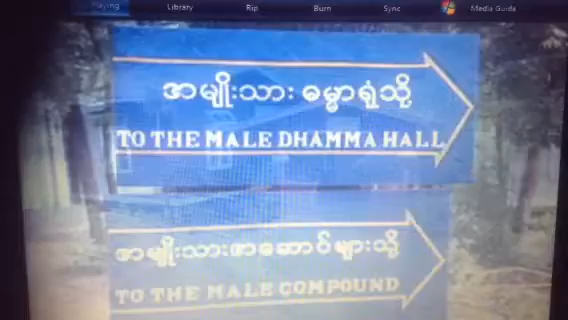 Playing Library Rip Burn Sync Media Guide
အမျိုးသား ဓမ္မာရုံသို့
TO THE MALE DHAMMA HALL
အမျိုးသားအဆောင်များသို့
TO THE MALE COMPOUND